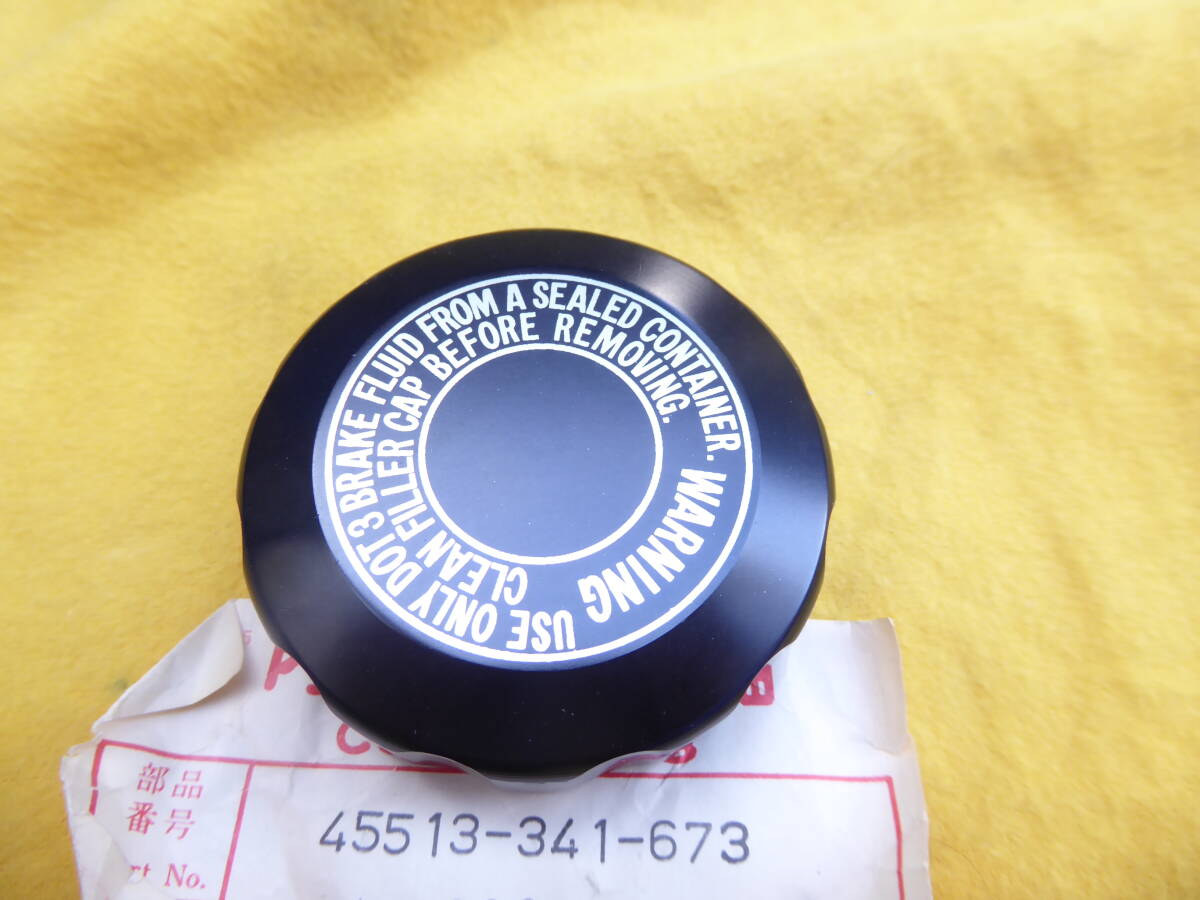 WARNING USE ONLY DOT 3 BRAKE FLUID FROM A SEALED CONTAINER.
CLEAN FILLER CAP BEFORE REMOVING.
部品
番号
45513-341-673
No.